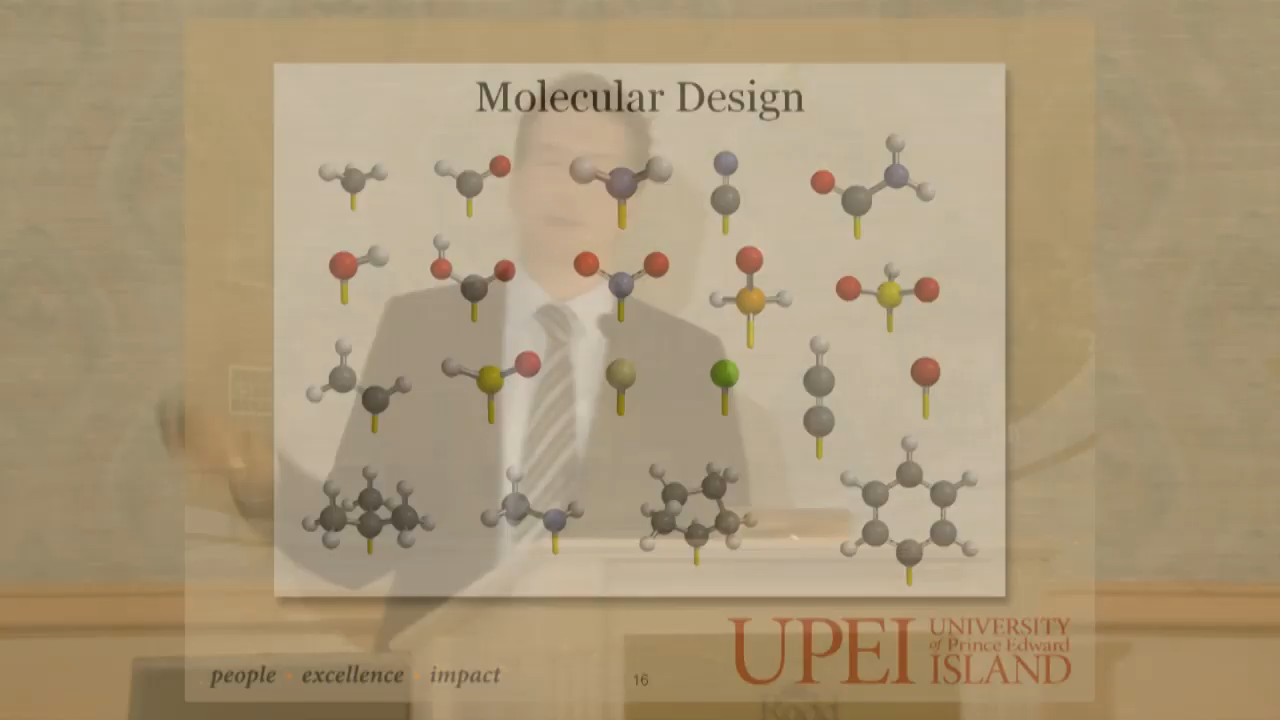 Molecular Design
people • excellence • impact
16
UPEI
UNIVERSITY
of Prince Edward
ISLAND